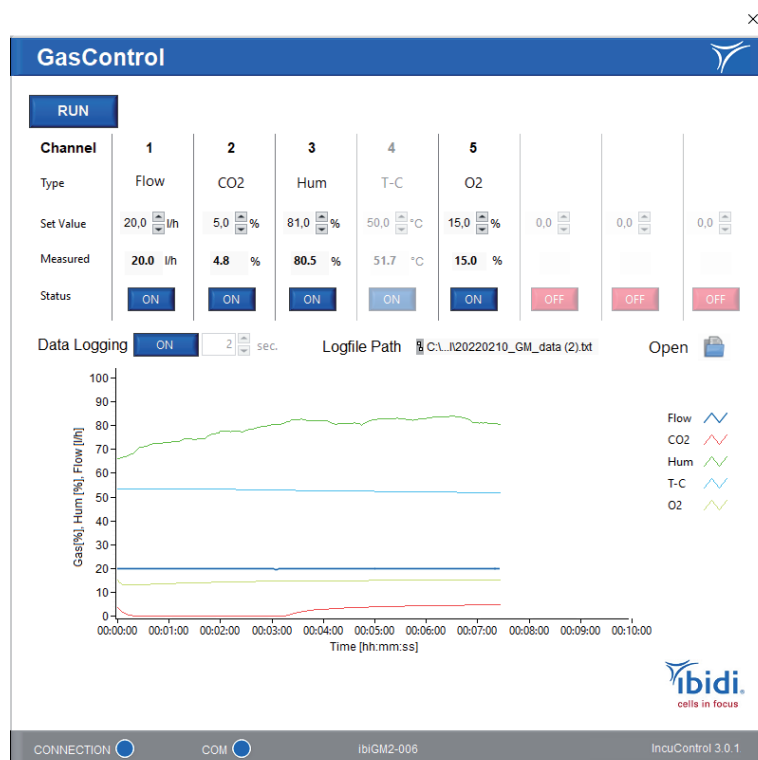 ×
GasControl
RUN
Channel 1 2 3 4 5
Type Flow CO2 Hum T-C O2
Set Value 20,0 l/h 5,0 % 81,0 % 50,0 °C 15,0 % 0,0 0,0 0,0
Measured 20.0 l/h 4.8 % 80.5 % 51.7 °C 15.0 %
Status ON ON ON ON ON OFF OFF OFF
Data Logging ON 2 sec. Logfile Path C:\...I\20220210_GM_data (2).txt Open
Gas[%], Hum [%], Flow [l/h]
100
90
80
70
60
50
40
30
20
10
0
00:00:00 00:01:00 00:02:00 00:03:00 00:04:00 00:05:00 00:06:00 00:07:00 00:08:00 00:09:00 00:10:00
Time [hh:mm:ss]
Flow
CO2
Hum
T-C
O2
ibidi.
cells in focus
CONNECTION COM ibiGM2-006 IncuControl 3.0.1